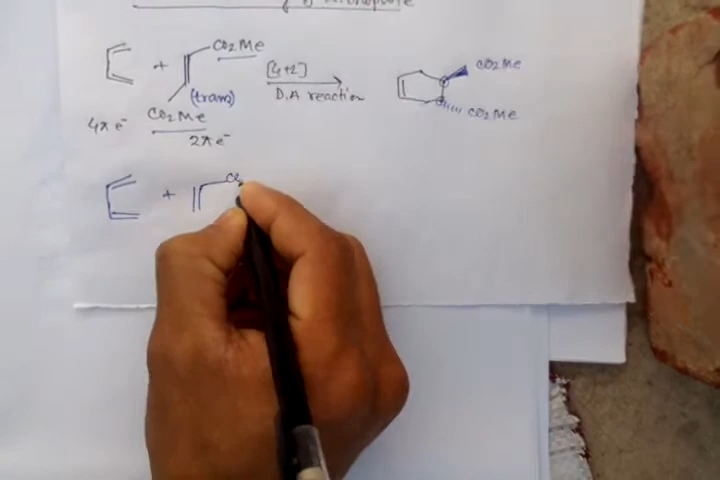 CO2Me
+ [4+2] CO2Me
(trans) D.A reaction
CO2Me CO2Me
4π e⁻ 2π e⁻
+